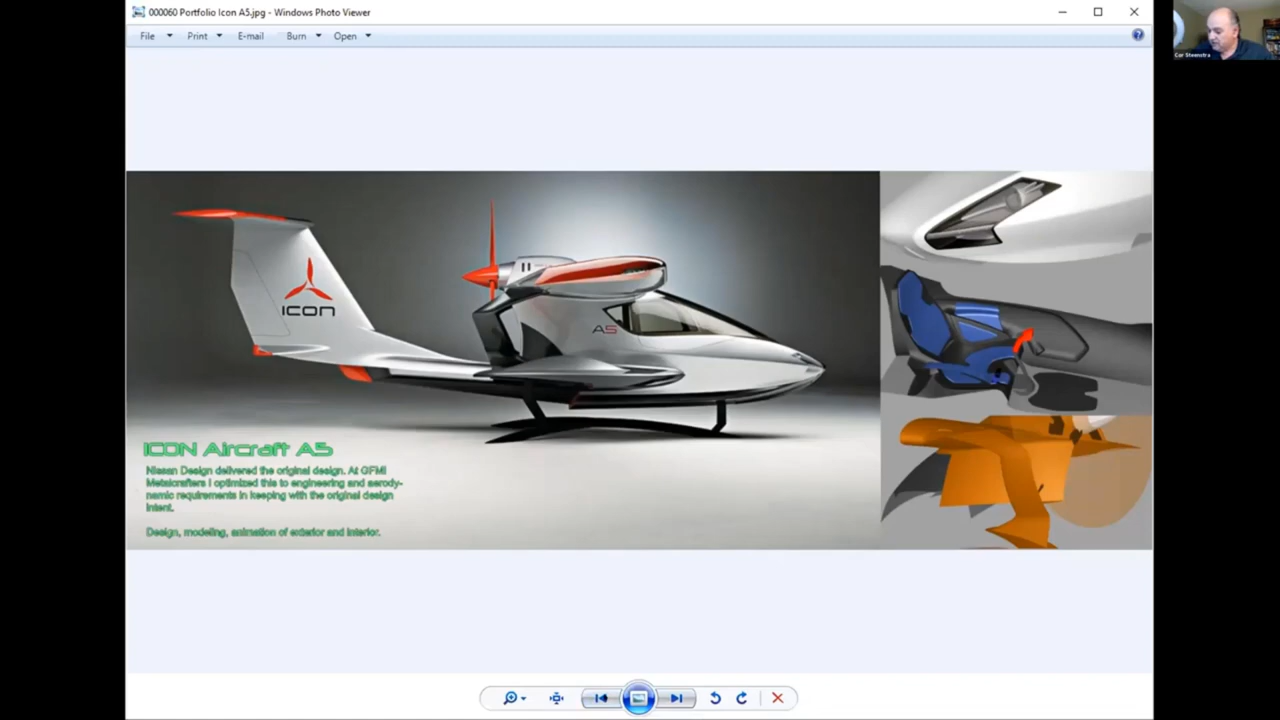 000060 Portfolio Icon A5.jpg - Windows Photo Viewer
File Print E-mail Burn Open
Cor Steenstra
ICON
A5
ICON Aircraft A5
Nissan Design delivered the original design. At GFMI
Metalcrafters I optimized this to engineering and aerody-
namic requirements in keeping with the original design
intent.
Design, modeling, animation of exterior and interior.